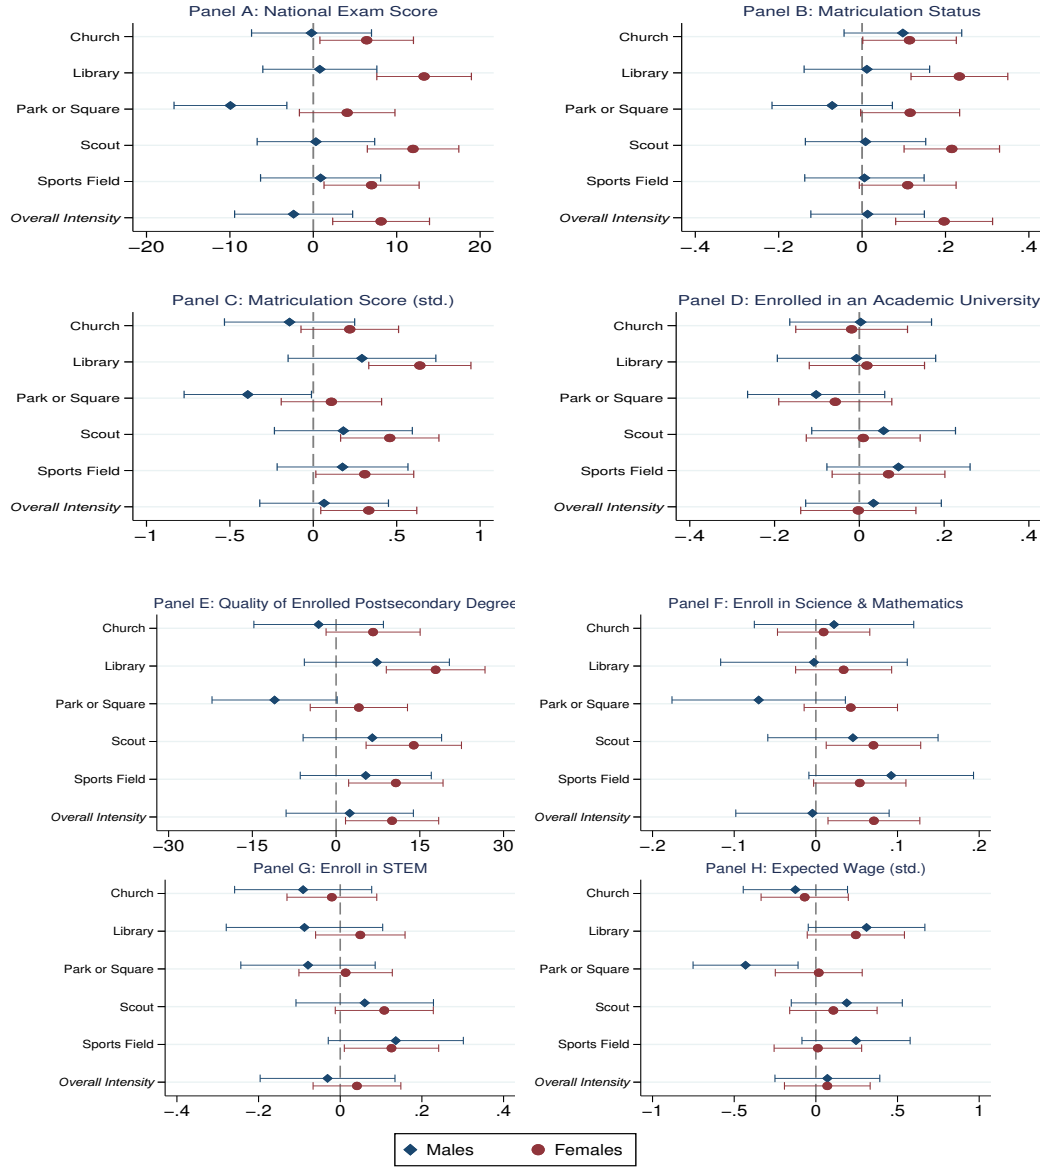 Panel A: National Exam Score
Church
Library
Park or Square
Scout
Sports Field
Overall Intensity
−20 −10 0 10 20
Panel B: Matriculation Status
Church
Library
Park or Square
Scout
Sports Field
Overall Intensity
−.4 −.2 0 .2 .4
Panel C: Matriculation Score (std.)
Church
Library
Park or Square
Scout
Sports Field
Overall Intensity
−1 −.5 0 .5 1
Panel D: Enrolled in an Academic University
Church
Library
Park or Square
Scout
Sports Field
Overall Intensity
−.4 −.2 0 .2 .4
Panel E: Quality of Enrolled Postsecondary Degree
Church
Library
Park or Square
Scout
Sports Field
Overall Intensity
−30 −15 0 15 30
Panel F: Enroll in Science & Mathematics
Church
Library
Park or Square
Scout
Sports Field
Overall Intensity
−.2 −.1 0 .1 .2
Panel G: Enroll in STEM
Church
Library
Park or Square
Scout
Sports Field
Overall Intensity
−.4 −.2 0 .2 .4
Panel H: Expected Wage (std.)
Church
Library
Park or Square
Scout
Sports Field
Overall Intensity
−1 −.5 0 .5 1
Males Females